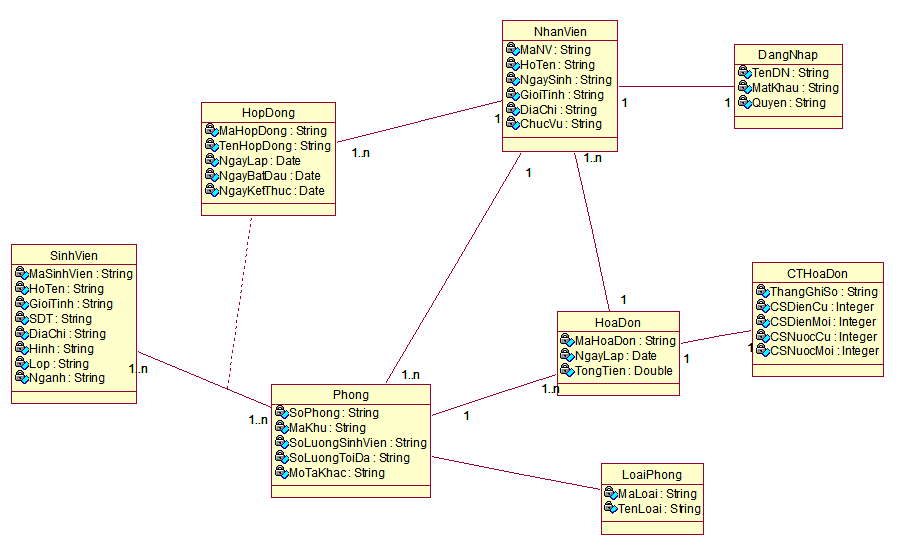 NhanVien
MaNV : String
HoTen : String
NgaySinh : String
GioiTinh : String
DiaChi : String
ChucVu : String
DangNhap
TenDN : String
MatKhau : String
Quyen : String
1
1
HopDong
MaHopDong : String
TenHopDong : String
NgayLap : Date
NgayBatDau : Date
NgayKetThuc : Date
1
1..n
1
1..n
SinhVien
MaSinhVien : String
HoTen : String
GioiTinh : String
SDT : String
DiaChi : String
Hinh : String
Lop : String
Nganh : String
1..n
1..n
CTHoaDon
ThangGhiSo : String
CSDienCu : Integer
CSDienMoi : Integer
CSNuocCu : Integer
CSNuocMoi : Integer
1
HoaDon
MaHoaDon : String
NgayLap : Date
TongTien : Double
1
1
1..n
1..n
1
Phong
SoPhong : String
MaKhu : String
SoLuongSinhVien : String
SoLuongToiDa : String
MoTaKhac : String
LoaiPhong
MaLoai : String
TenLoai : String